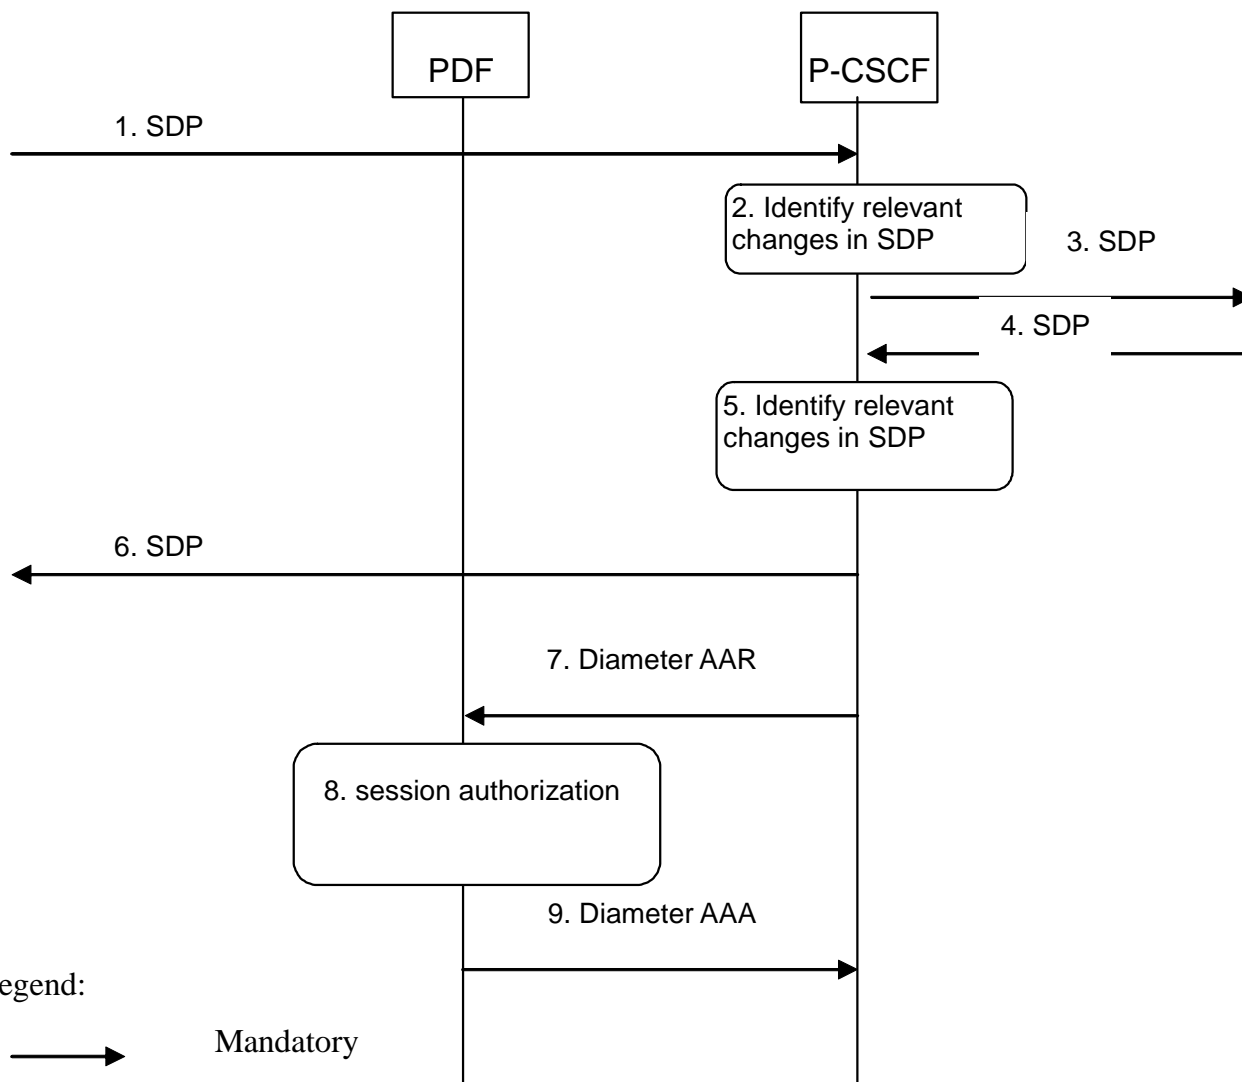 PDF
P-CSCF
1. SDP
2. Identify relevant
changes in SDP
3. SDP
4. SDP
5. Identify relevant
changes in SDP
6. SDP
7. Diameter AAR
8. session authorization
9. Diameter AAA
egend:
Mandatory